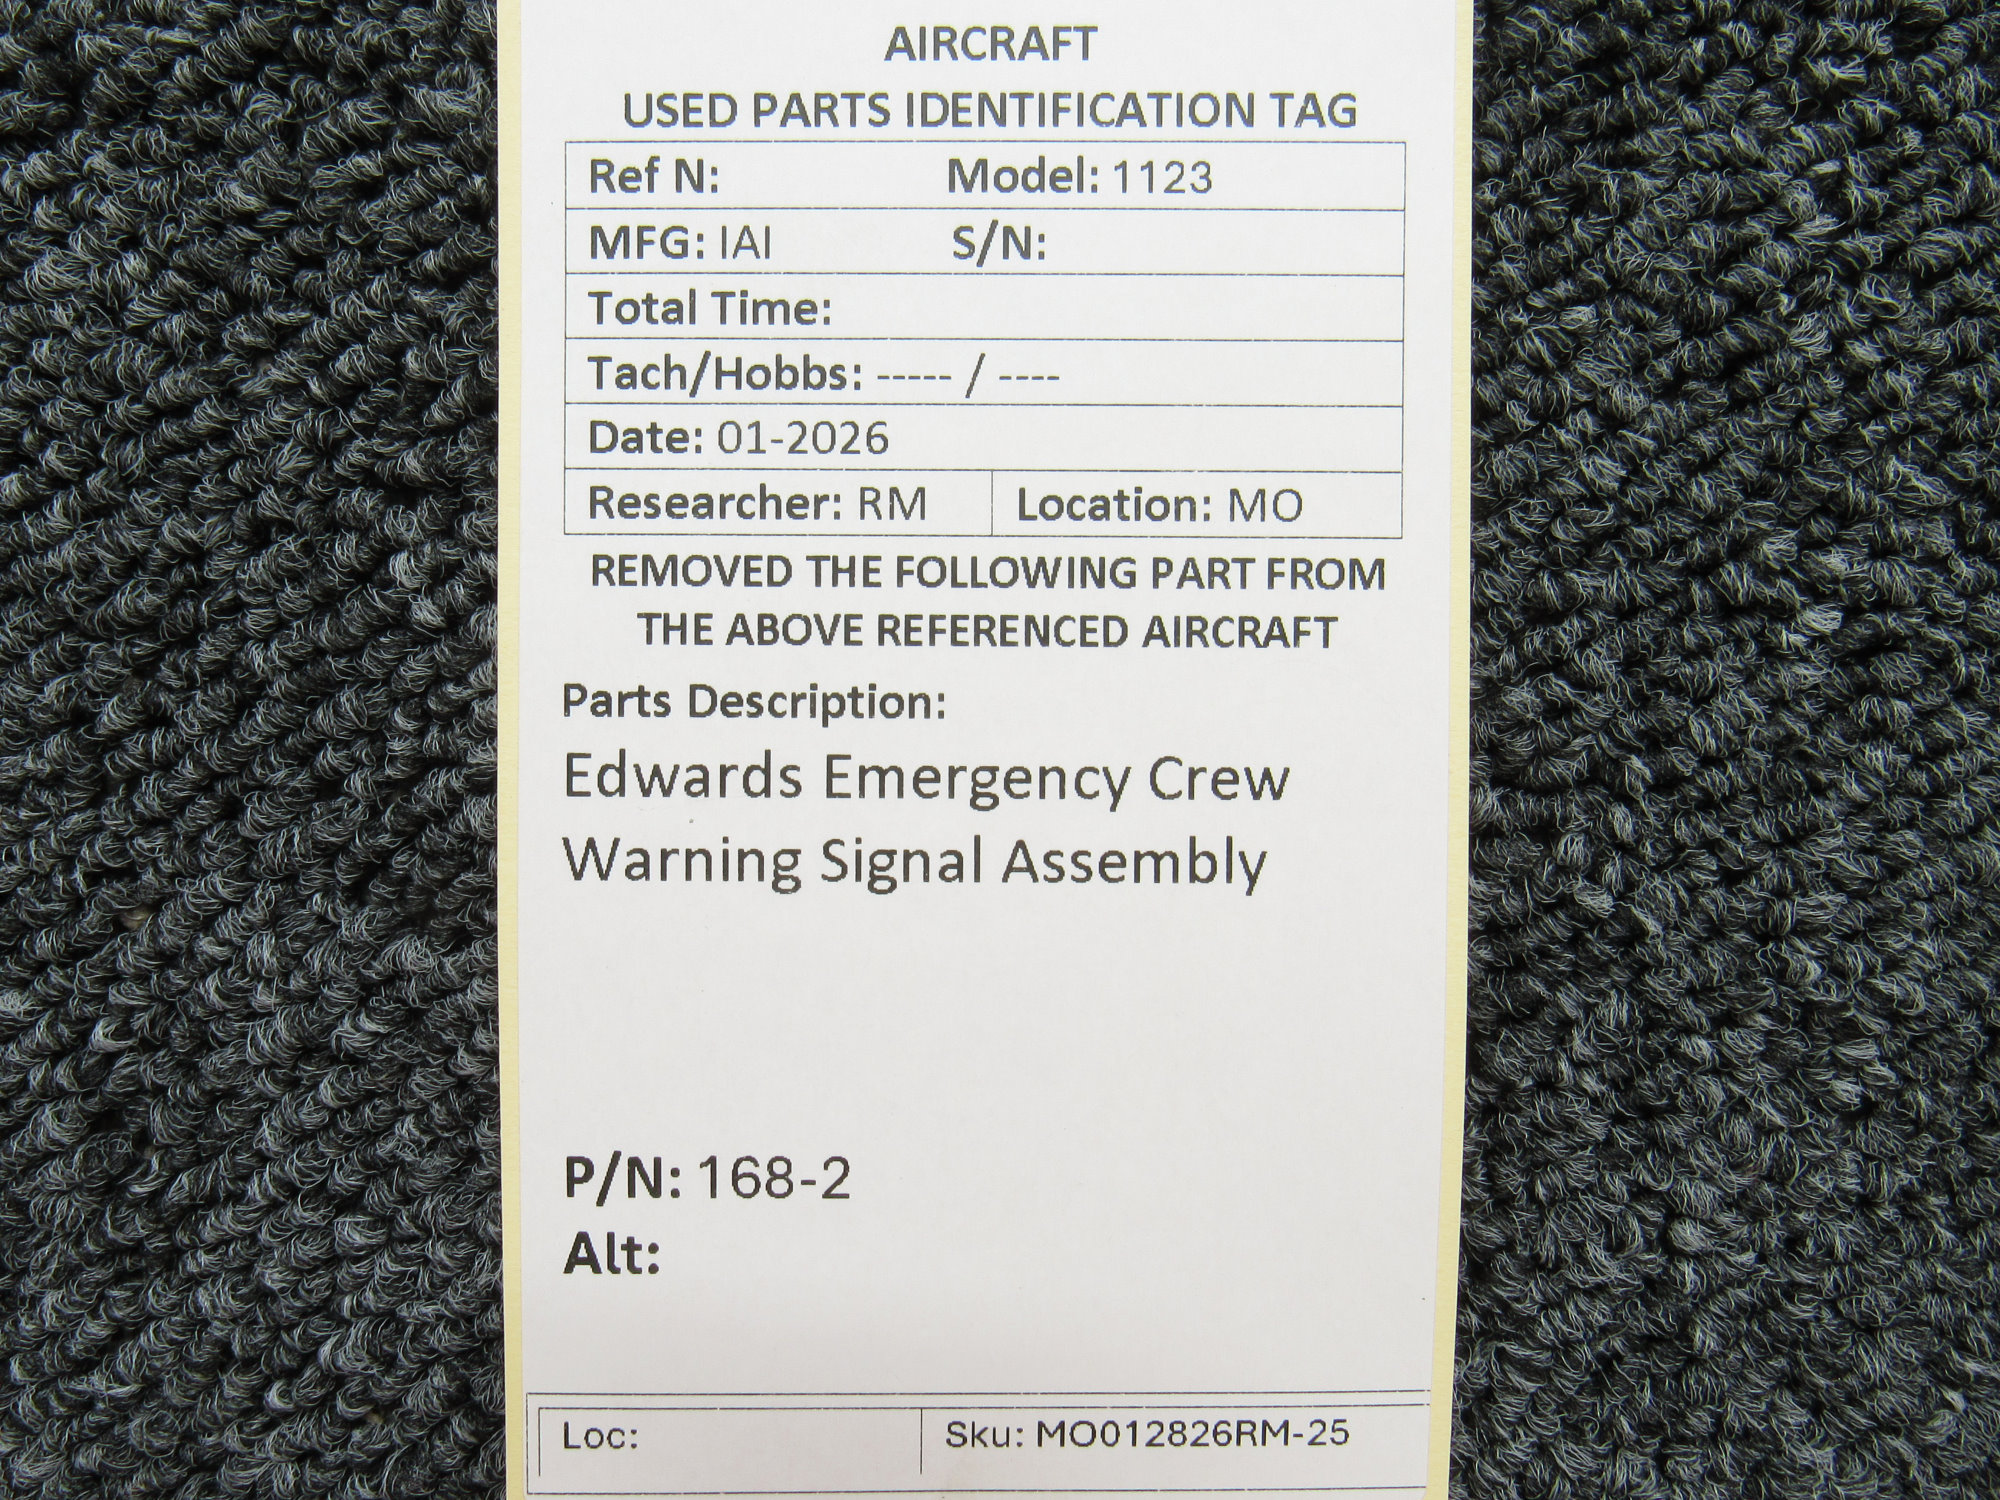 AIRCRAFT
USED PARTS IDENTIFICATION TAG
Ref N: Model: 1123
MFG: IAI S/N:
Total Time:
Tach/Hobbs: ----- / ----
Date: 01-2026
Researcher: RM Location: MO
REMOVED THE FOLLOWING PART FROM
THE ABOVE REFERENCED AIRCRAFT
Parts Description:
Edwards Emergency Crew
Warning Signal Assembly
P/N: 168-2
Alt:
Loc: Sku: MO012826RM-25